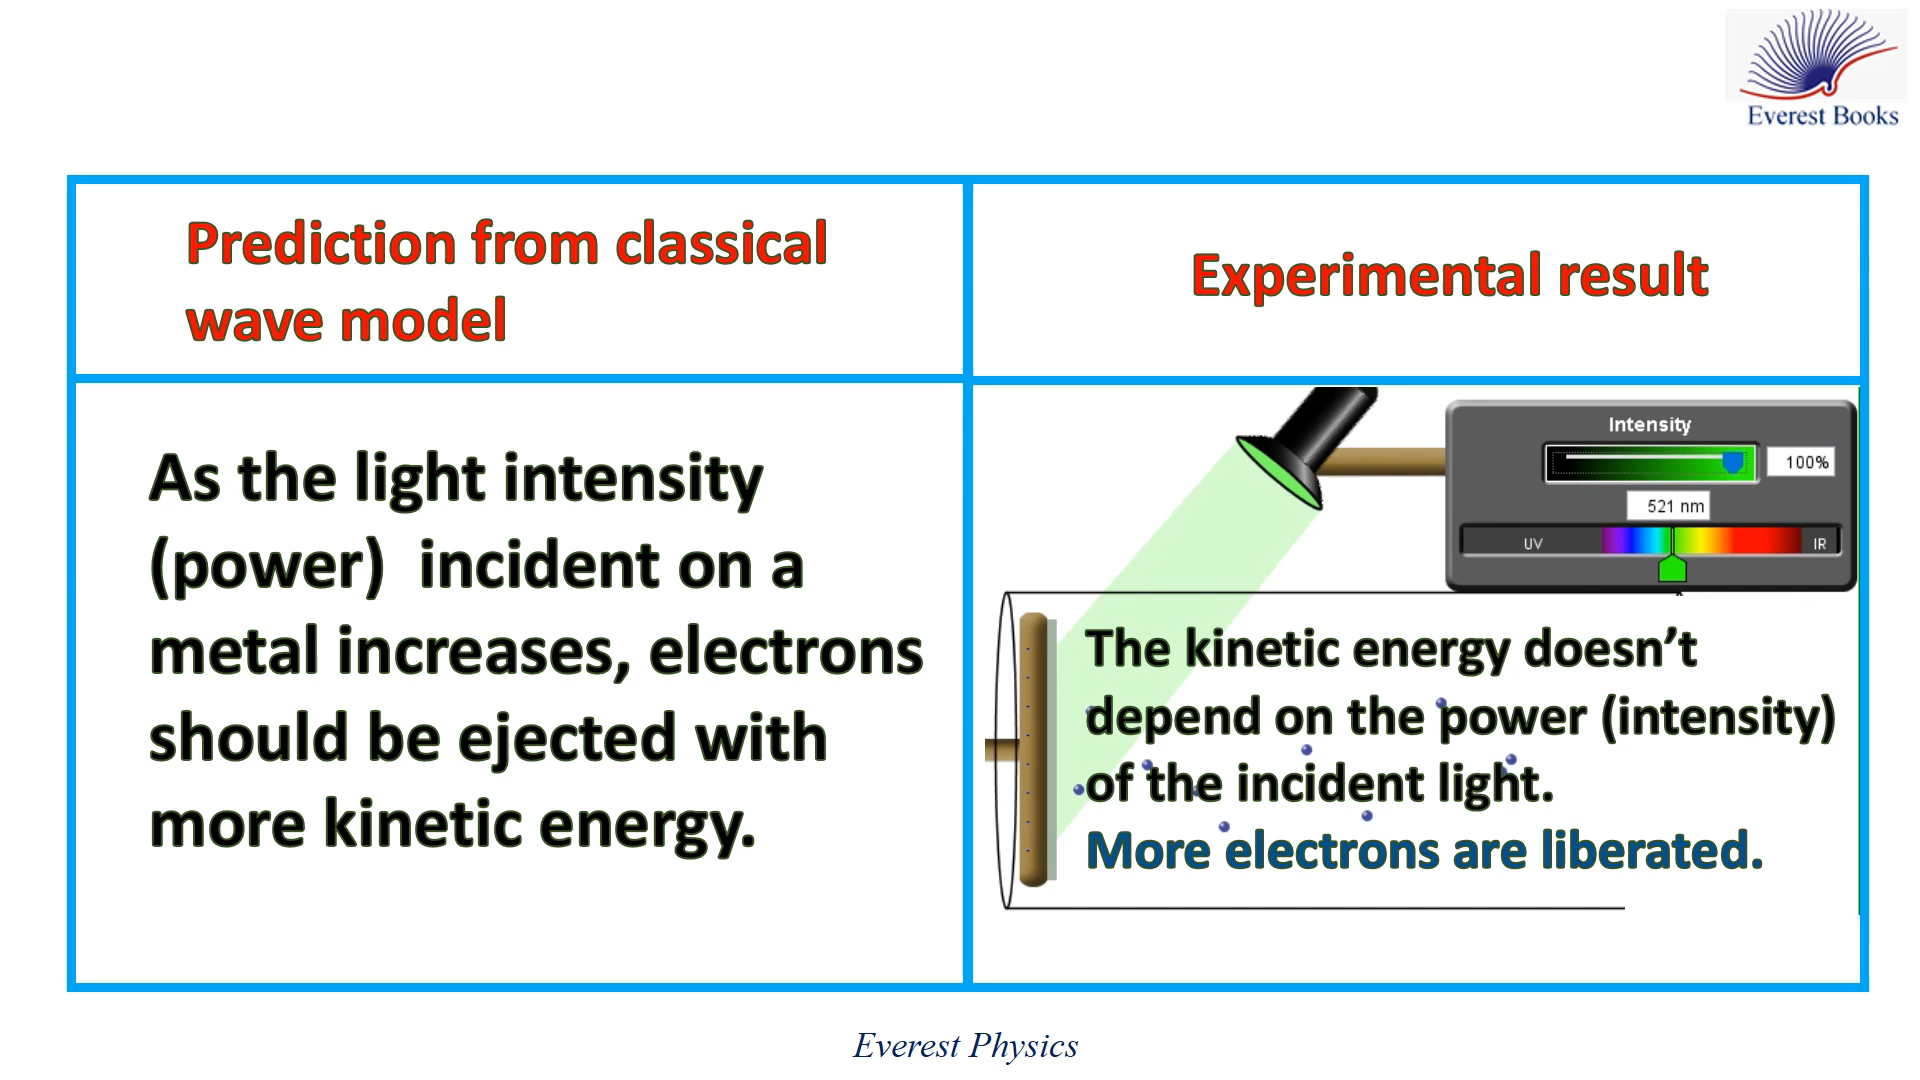 Everest Books
Prediction from classical
wave model
Experimental result
As the light intensity
(power) incident on a
metal increases, electrons
should be ejected with
more kinetic energy.
Intensity
100%
521 nm
UV
IR
The kinetic energy doesn’t
depend on the power (intensity)
of the incident light.
More electrons are liberated.
Everest Physics